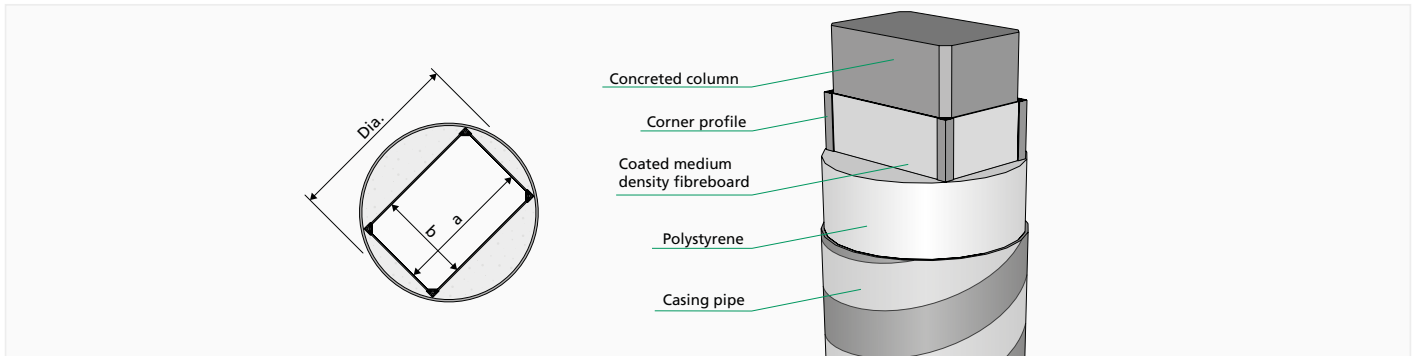 Dia.
b
a
Concreted column
Corner profile
Coated medium
density fibreboard
Polystyrene
Casing pipe